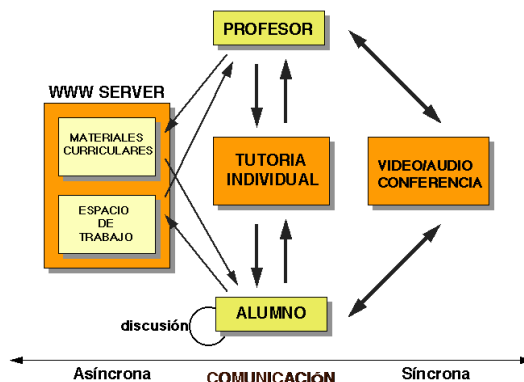 PROFESOR
WWW SERVER
MATERIALES
CURRICULARES
ESPACIO
DE
TRABAJO
TUTORIA
INDIVIDUAL
VIDEO/AUDIO
CONFERENCIA
ALUMNO
discusión
Asíncrona
COMUNICACIÓN
Síncrona